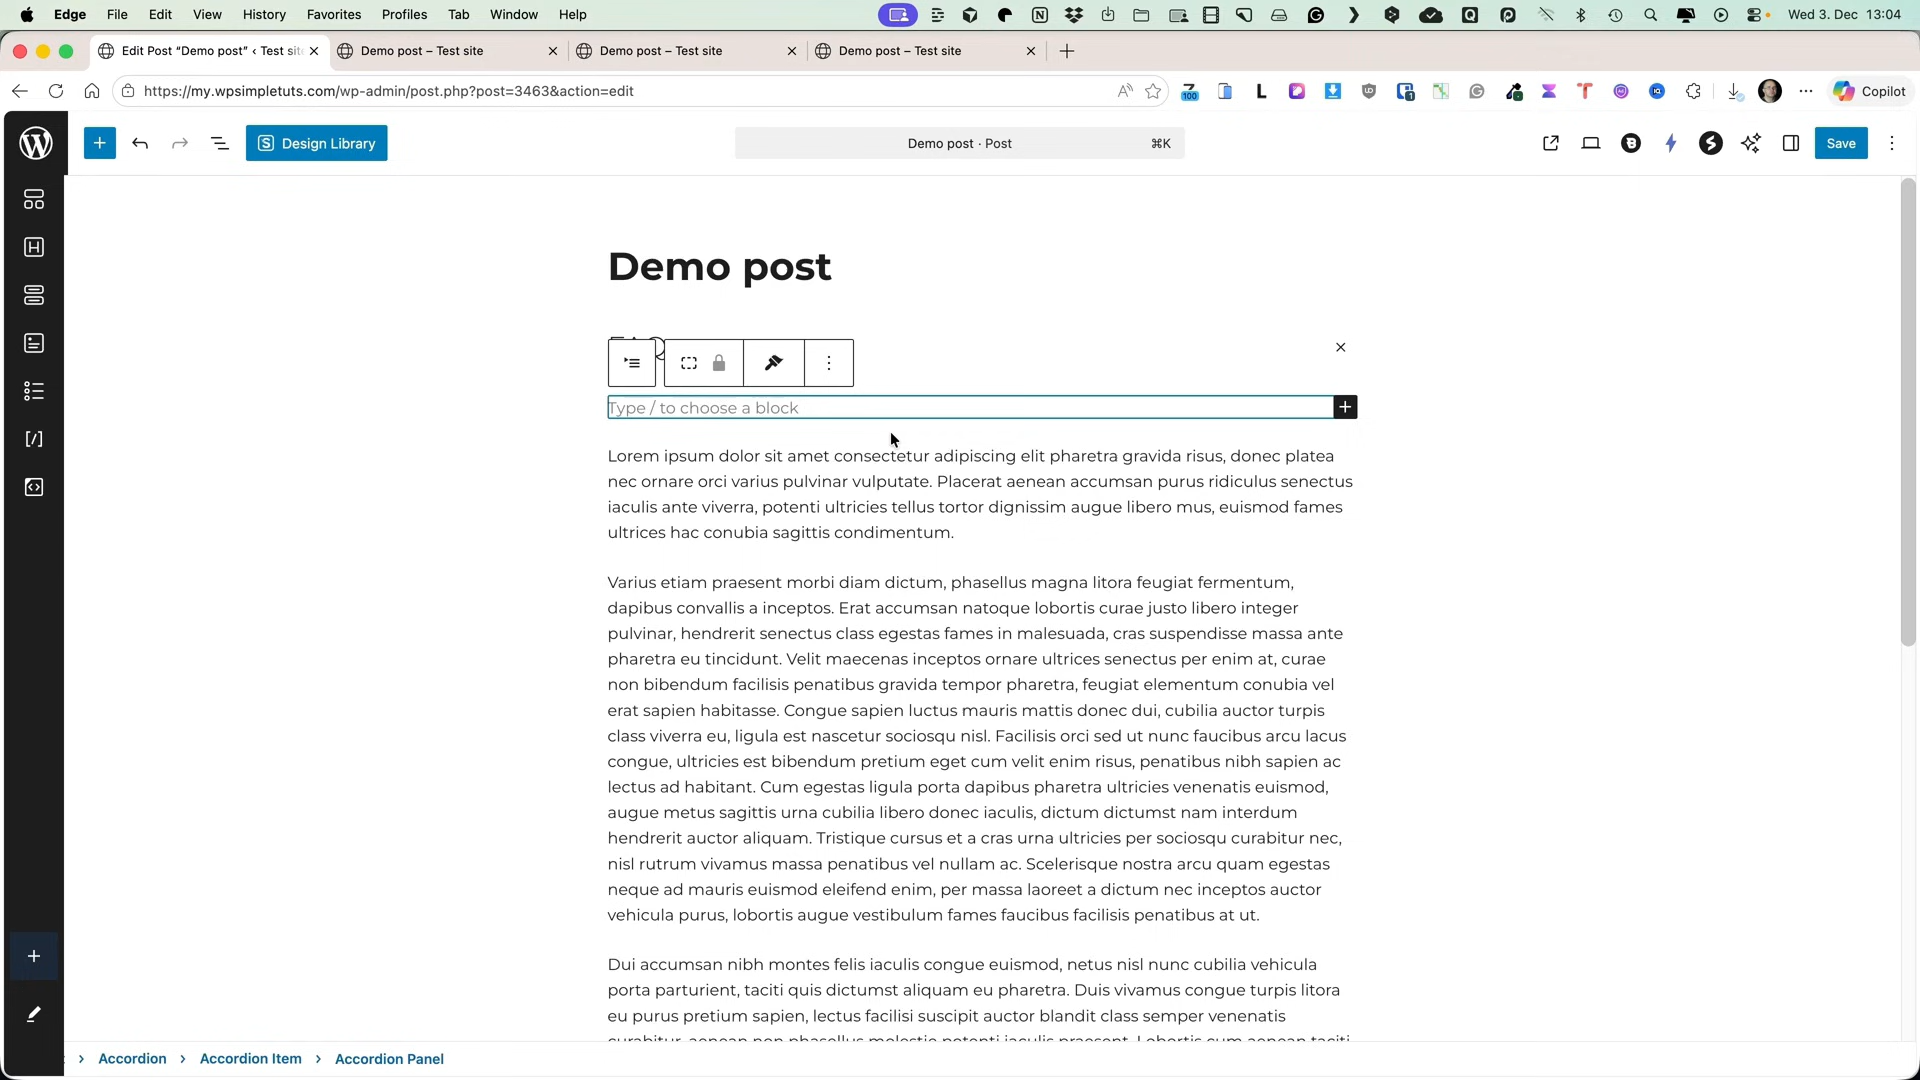 Edge File Edit View History Favorites Profiles Tab Window Help Wed 3. Dec 13:04
Edit Post “Demo post” ‹ Test site
Demo post – Test site
Demo post – Test site
Demo post – Test site
https://my.wpsimpletuts.com/wp-admin/post.php?post=3463&action=edit
100
Copilot
Design Library
Demo post · Post ⌘K
Save
Demo post
Type / to choose a block
Lorem ipsum dolor sit amet consectetur adipiscing elit pharetra gravida risus, donec platea
nec ornare orci varius pulvinar vulputate. Placerat aenean accumsan purus ridiculus senectus
iaculis ante viverra, potenti ultricies tellus tortor dignissim augue libero mus, euismod fames
ultrices hac conubia sagittis condimentum.
Varius etiam praesent morbi diam dictum, phasellus magna litora feugiat fermentum,
dapibus convallis a inceptos. Erat accumsan natoque lobortis curae justo libero integer
pulvinar, hendrerit senectus class egestas fames in malesuada, cras suspendisse massa ante
pharetra eu tincidunt. Velit maecenas inceptos ornare ultrices senectus per enim at, curae
non bibendum facilisis penatibus gravida tempor pharetra, feugiat elementum conubia vel
erat sapien habitasse. Congue sapien luctus mauris mattis donec dui, cubilia auctor turpis
class viverra eu, ligula est nascetur sociosqu nisl. Facilisis orci sed ut nunc faucibus arcu lacus
congue, ultricies est bibendum pretium eget cum velit enim risus, penatibus nibh sapien ac
lectus ad habitant. Cum egestas ligula porta dapibus pharetra ultricies venenatis euismod,
augue metus sagittis urna cubilia libero donec iaculis, dictum dictumst nam interdum
hendrerit auctor aliquam. Tristique cursus et a cras urna ultricies per sociosqu curabitur nec,
nisl rutrum vivamus massa penatibus vel nullam ac. Scelerisque nostra arcu quam egestas
neque ad mauris euismod eleifend enim, per massa laoreet a dictum nec inceptos auctor
vehicula purus, lobortis augue vestibulum fames faucibus facilisis penatibus at ut.
Dui accumsan nibh montes felis iaculis congue euismod, netus nisl nunc cubilia vehicula
porta parturient, taciti quis dictumst aliquam eu pharetra. Duis vivamus congue turpis litora
eu purus pretium sapien, lectus facilisi suscipit auctor blandit class semper venenatis
Accordion › Accordion Item › Accordion Panel